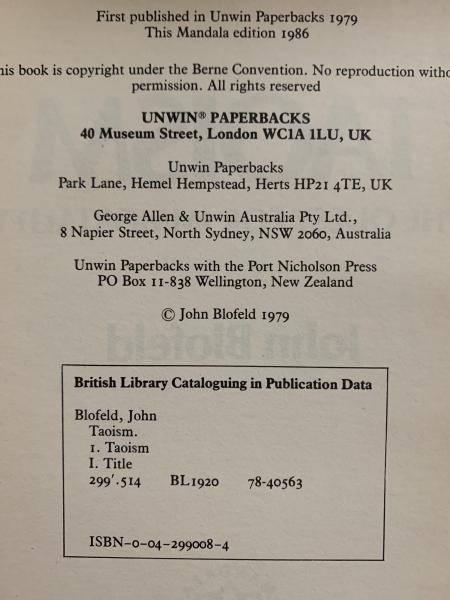 First published in Unwin Paperbacks 1979
This Mandala edition 1986
his book is copyright under the Berne Convention. No reproduction witho
permission. All rights reserved
UNWIN® PAPERBACKS
40 Museum Street, London WC1A 1LU, UK
Unwin Paperbacks
Park Lane, Hemel Hempstead, Herts HP21 4TE, UK
George Allen & Unwin Australia Pty Ltd.,
8 Napier Street, North Sydney, NSW 2060, Australia
Unwin Paperbacks with the Port Nicholson Press
PO Box 11-838 Wellington, New Zealand
© John Blofeld 1979
British Library Cataloguing in Publication Data
Blofeld, John
Taoism.
1. Taoism
I. Title
299'.514 BL1920 78-40563
ISBN-0-04-299008-4